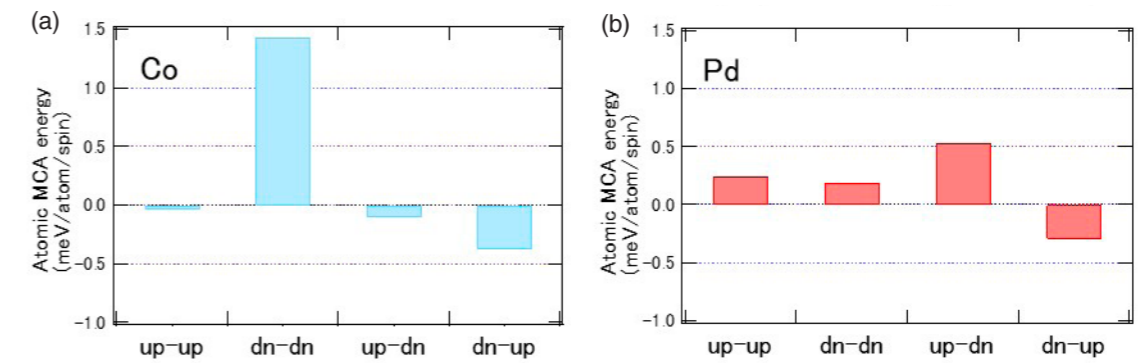 (a)
1.5
1.0
0.5
0.0
−0.5
−1.0
Atomic MCA energy
(meV/atom/spin)
Co
up-up dn-dn up-dn dn-up
(b)
1.5
1.0
0.5
0.0
−0.5
−1.0
Atomic MCA energy
(meV/atom/spin)
Pd
up-up dn-dn up-dn dn-up